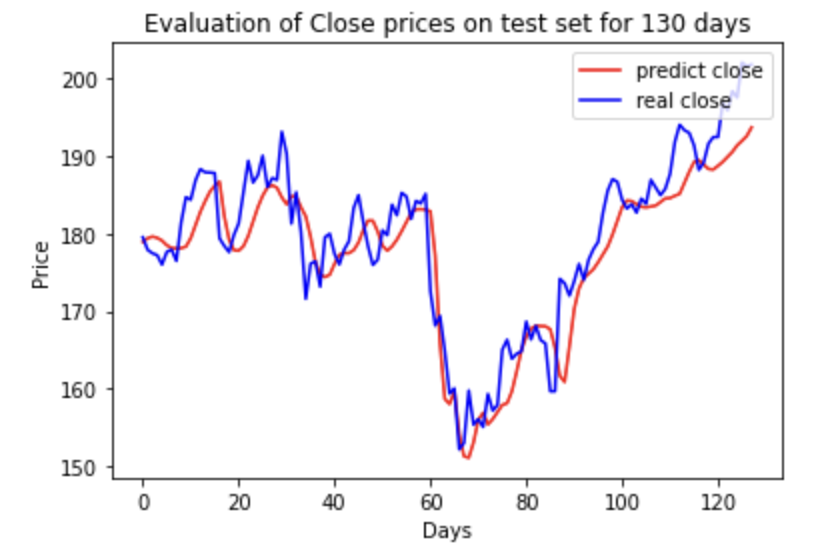 Evaluation of Close prices on test set for 130 days
predict close
real close
200
190
180
170
160
150
Price
0 20 40 60 80 100 120
Days